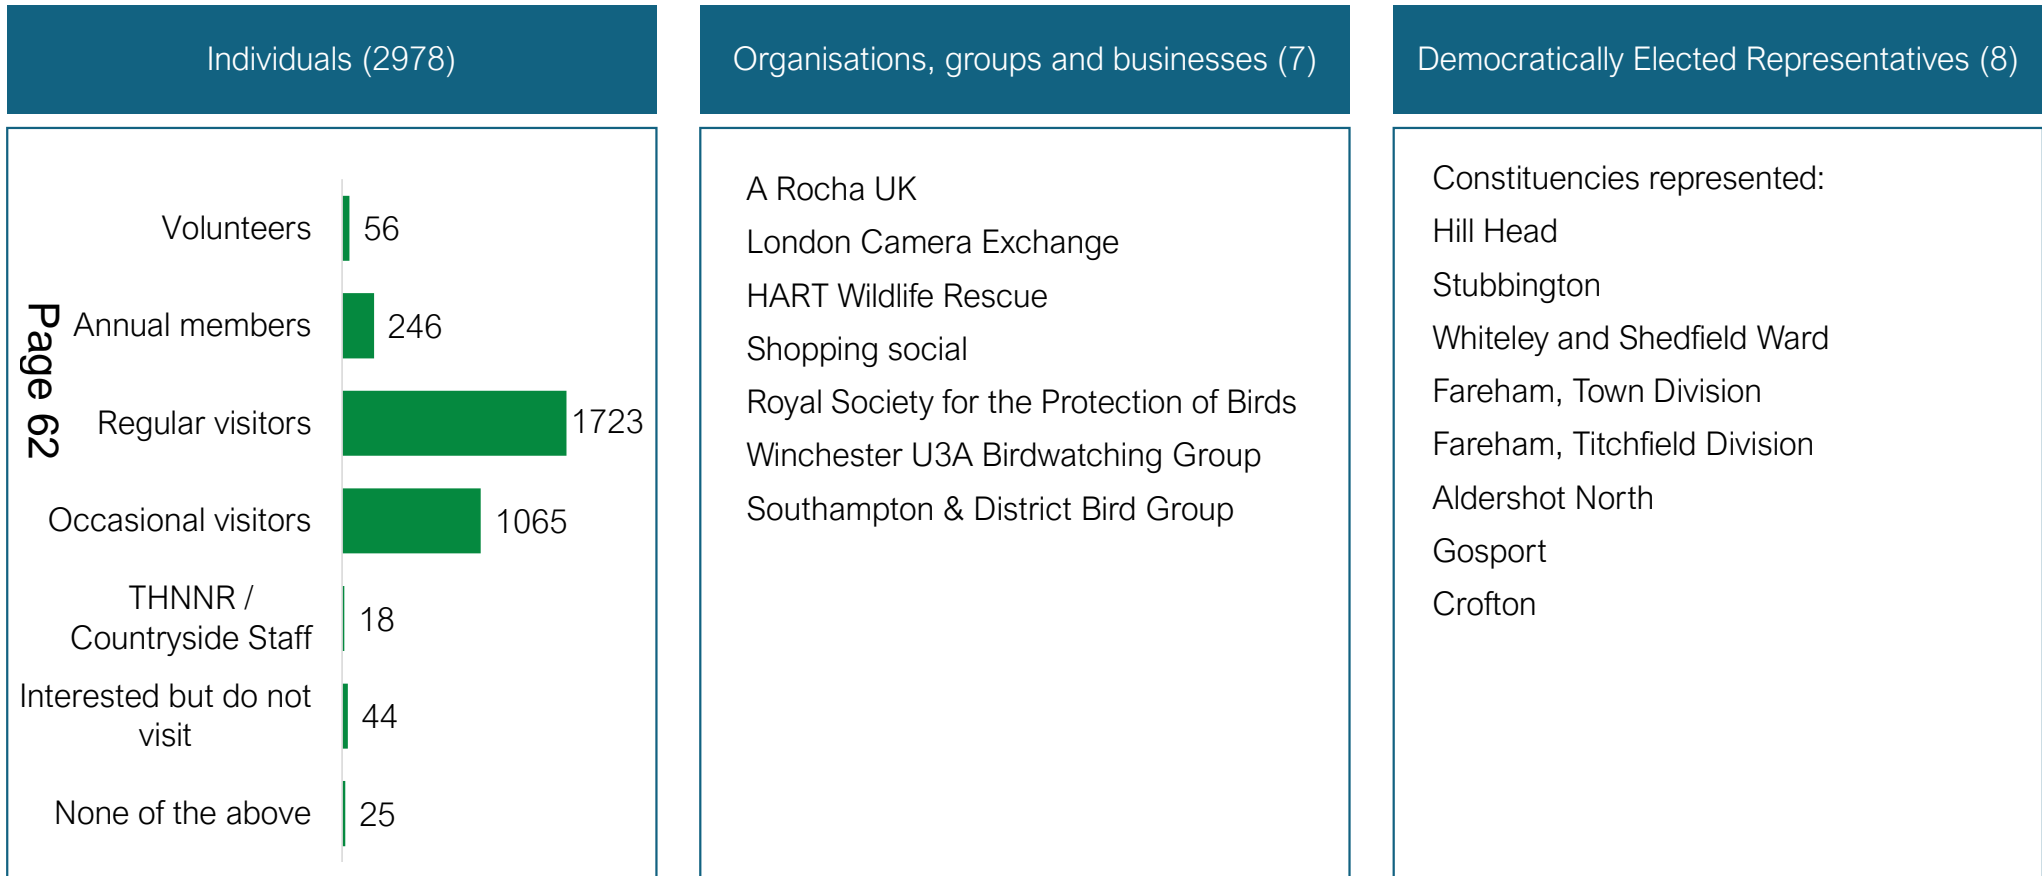 Individuals (2978)
Volunteers 56
Annual members 246
Regular visitors 1723
Occasional visitors 1065
THNNR /
Countryside Staff 18
Interested but do not
visit 44
None of the above 25
Page 62
Organisations, groups and businesses (7)
A Rocha UK
London Camera Exchange
HART Wildlife Rescue
Shopping social
Royal Society for the Protection of Birds
Winchester U3A Birdwatching Group
Southampton & District Bird Group
Democratically Elected Representatives (8)
Constituencies represented:
Hill Head
Stubbington
Whiteley and Shedfield Ward
Fareham, Town Division
Fareham, Titchfield Division
Aldershot North
Gosport
Crofton